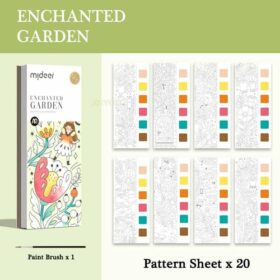 ENCHANTED
GARDEN
mideer
ENCHANTED
GARDEN
Paint Brush x 1
Pattern Sheet x 20